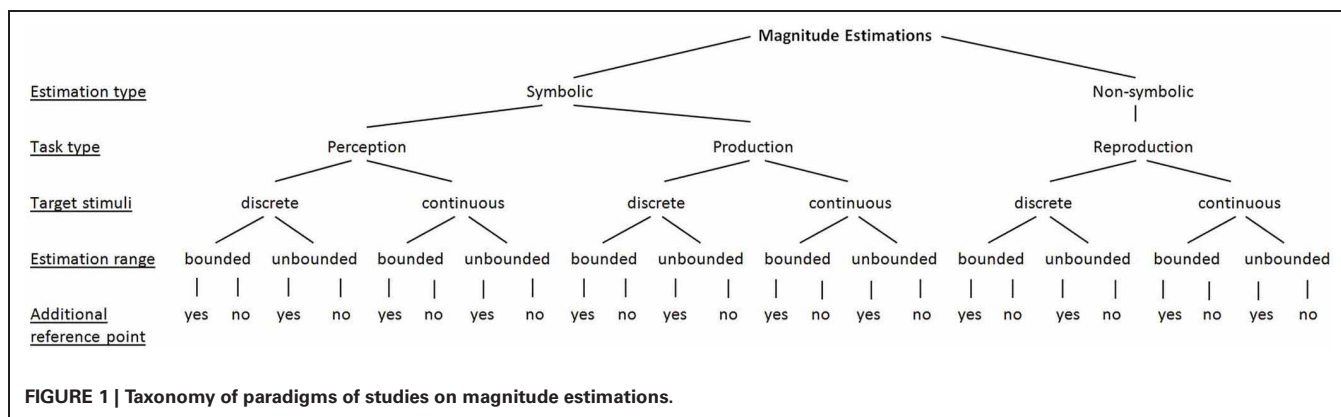 Magnitude Estimations
Estimation type Symbolic Non-symbolic
Task type Perception Production Reproduction
Target stimuli discrete continuous discrete continuous discrete continuous
Estimation range bounded unbounded bounded unbounded bounded unbounded bounded unbounded bounded unbounded bounded unbounded
Additional yes no yes no yes no yes no yes no yes no yes no yes no yes no yes no yes no yes no
reference point
FIGURE 1 | Taxonomy of paradigms of studies on magnitude estimations.